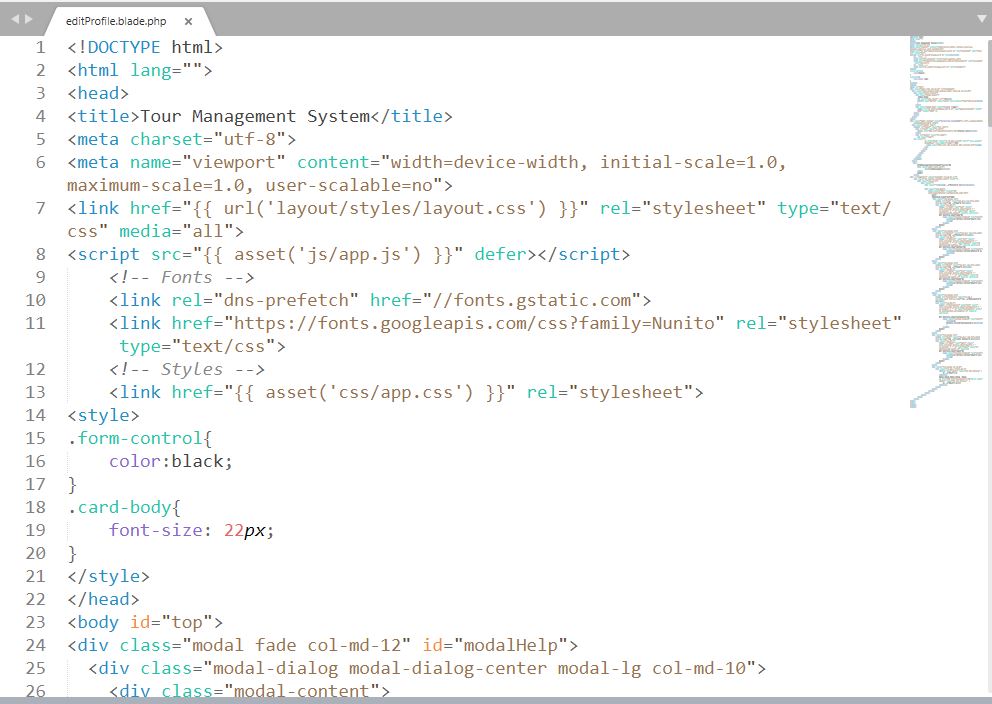 editProfile.blade.php ×
1 <!DOCTYPE html>
2 <html lang="">
3 <head>
4 <title>Tour Management System</title>
5 <meta charset="utf-8">
6 <meta name="viewport" content="width=device-width, initial-scale=1.0,
maximum-scale=1.0, user-scalable=no">
7 <link href="{{ url('layout/styles/layout.css') }}" rel="stylesheet" type="text/
css" media="all">
8 <script src="{{ asset('js/app.js') }}" defer></script>
9     <!-- Fonts -->
10     <link rel="dns-prefetch" href="//fonts.gstatic.com">
11     <link href="https://fonts.googleapis.com/css?family=Nunito" rel="stylesheet"
     type="text/css">
12     <!-- Styles -->
13     <link href="{{ asset('css/app.css') }}" rel="stylesheet">
14 <style>
15 .form-control{
16     color:black;
17 }
18 .card-body{
19     font-size: 22px;
20 }
21 </style>
22 </head>
23 <body id="top">
24 <div class="modal fade col-md-12" id="modalHelp">
25   <div class="modal-dialog modal-dialog-center modal-lg col-md-10">
26     <div class="modal-content">